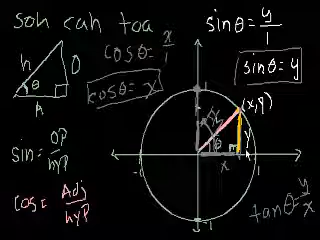 soh cah toa
sinθ = y/1
cosθ = x/1
h
O
θ
A
cosθ = x
sinθ = y
(x,y)
1
θ
x
y
-1
1
-1
sin = OP/hyp
cos = Adj/hyp
tanθ = y/x